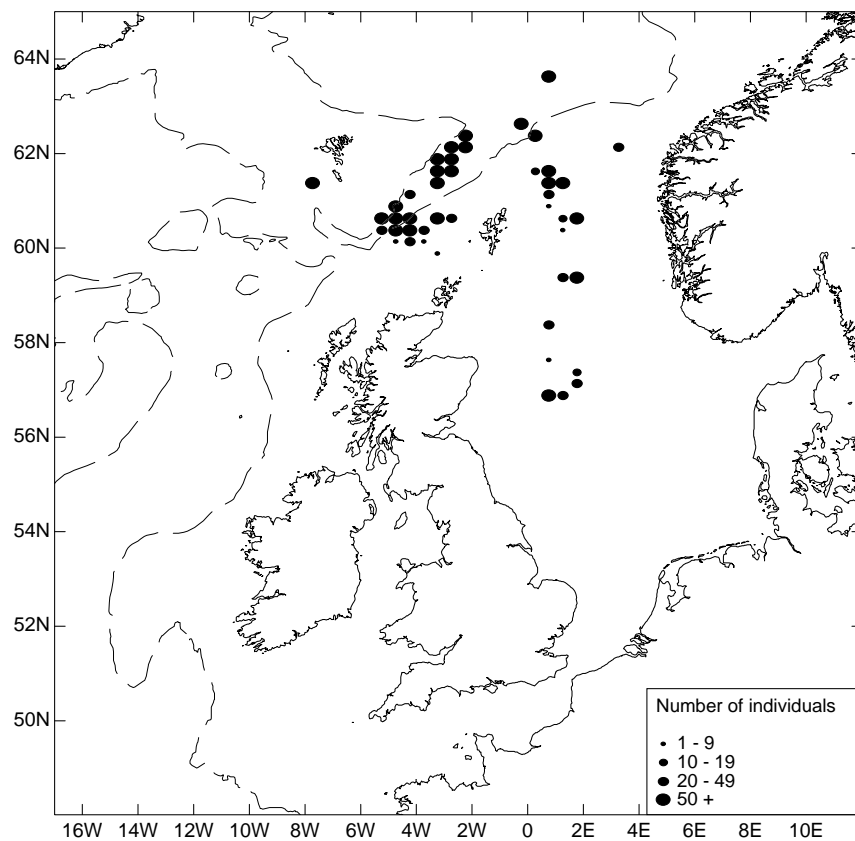 64N
62N
60N
58N
56N
54N
52N
50N
Number of individuals
1 - 9
10 - 19
20 - 49
50 +
16W 14W 12W 10W 8W 6W 4W 2W 0 2E 4E 6E 8E 10E